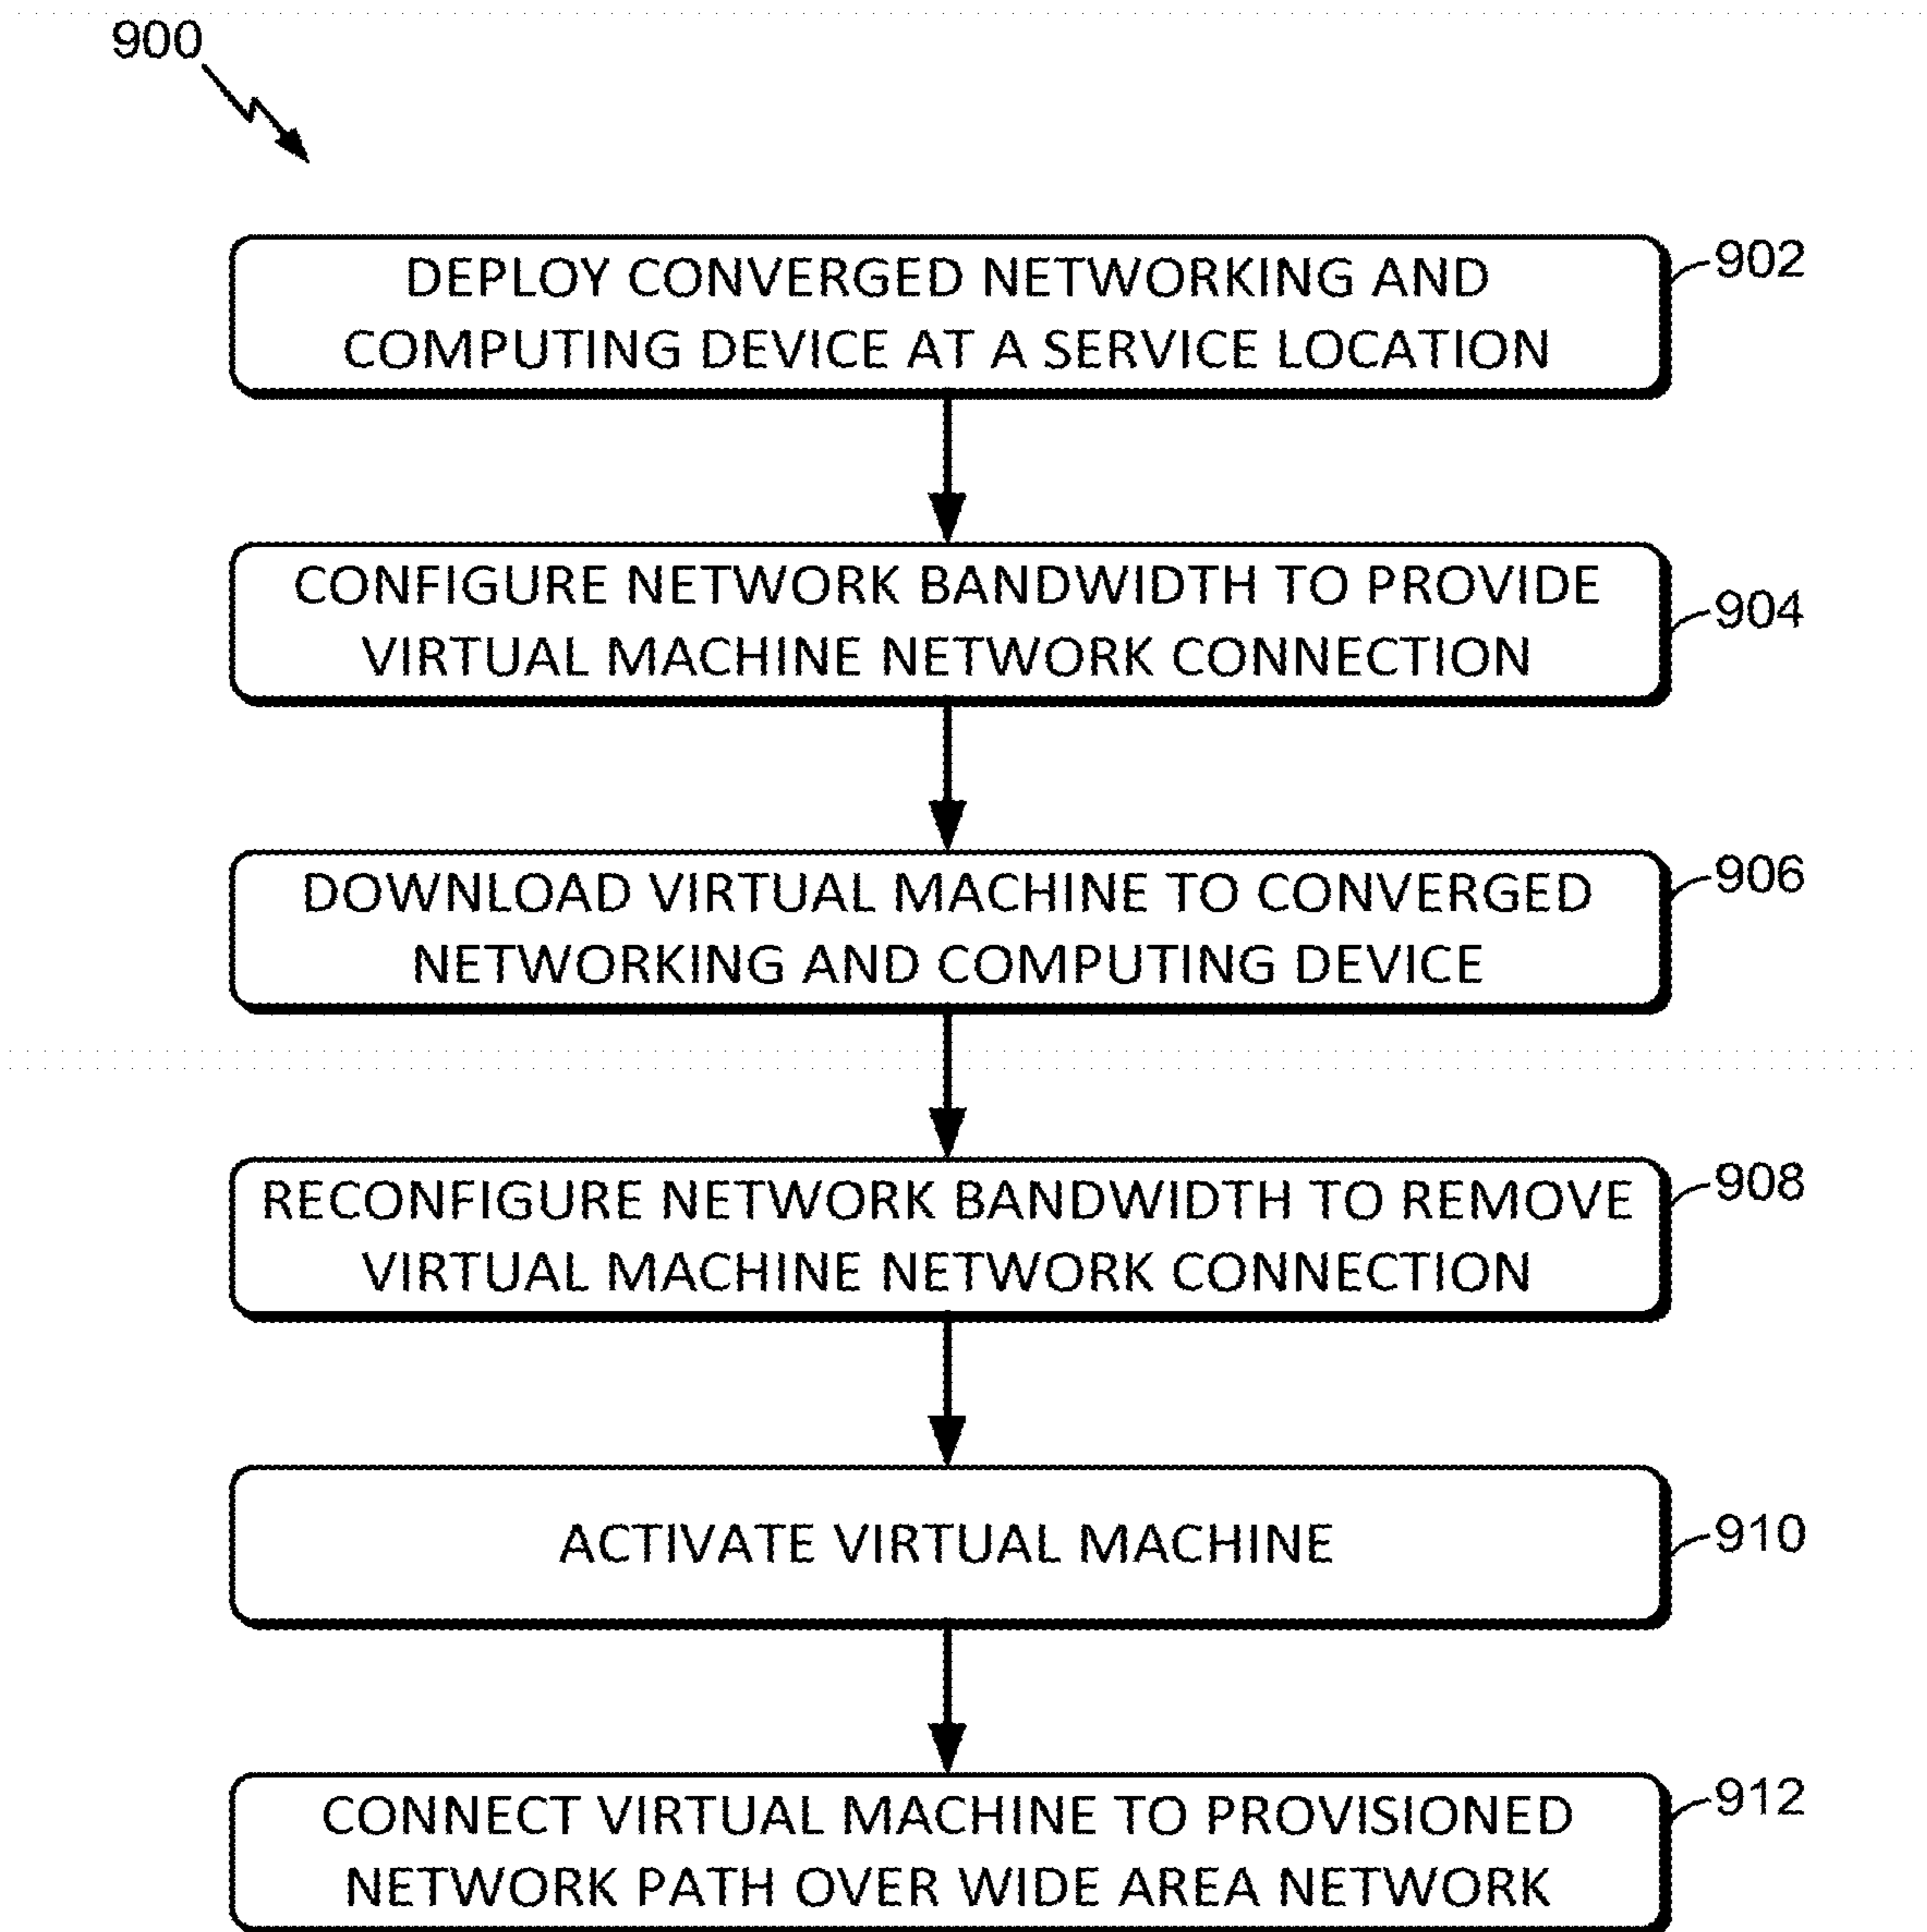 900
DEPLOY CONVERGED NETWORKING AND
COMPUTING DEVICE AT A SERVICE LOCATION
902
CONFIGURE NETWORK BANDWIDTH TO PROVIDE
VIRTUAL MACHINE NETWORK CONNECTION
904
DOWNLOAD VIRTUAL MACHINE TO CONVERGED
NETWORKING AND COMPUTING DEVICE
906
RECONFIGURE NETWORK BANDWIDTH TO REMOVE
VIRTUAL MACHINE NETWORK CONNECTION
908
ACTIVATE VIRTUAL MACHINE
910
CONNECT VIRTUAL MACHINE TO PROVISIONED
NETWORK PATH OVER WIDE AREA NETWORK
912